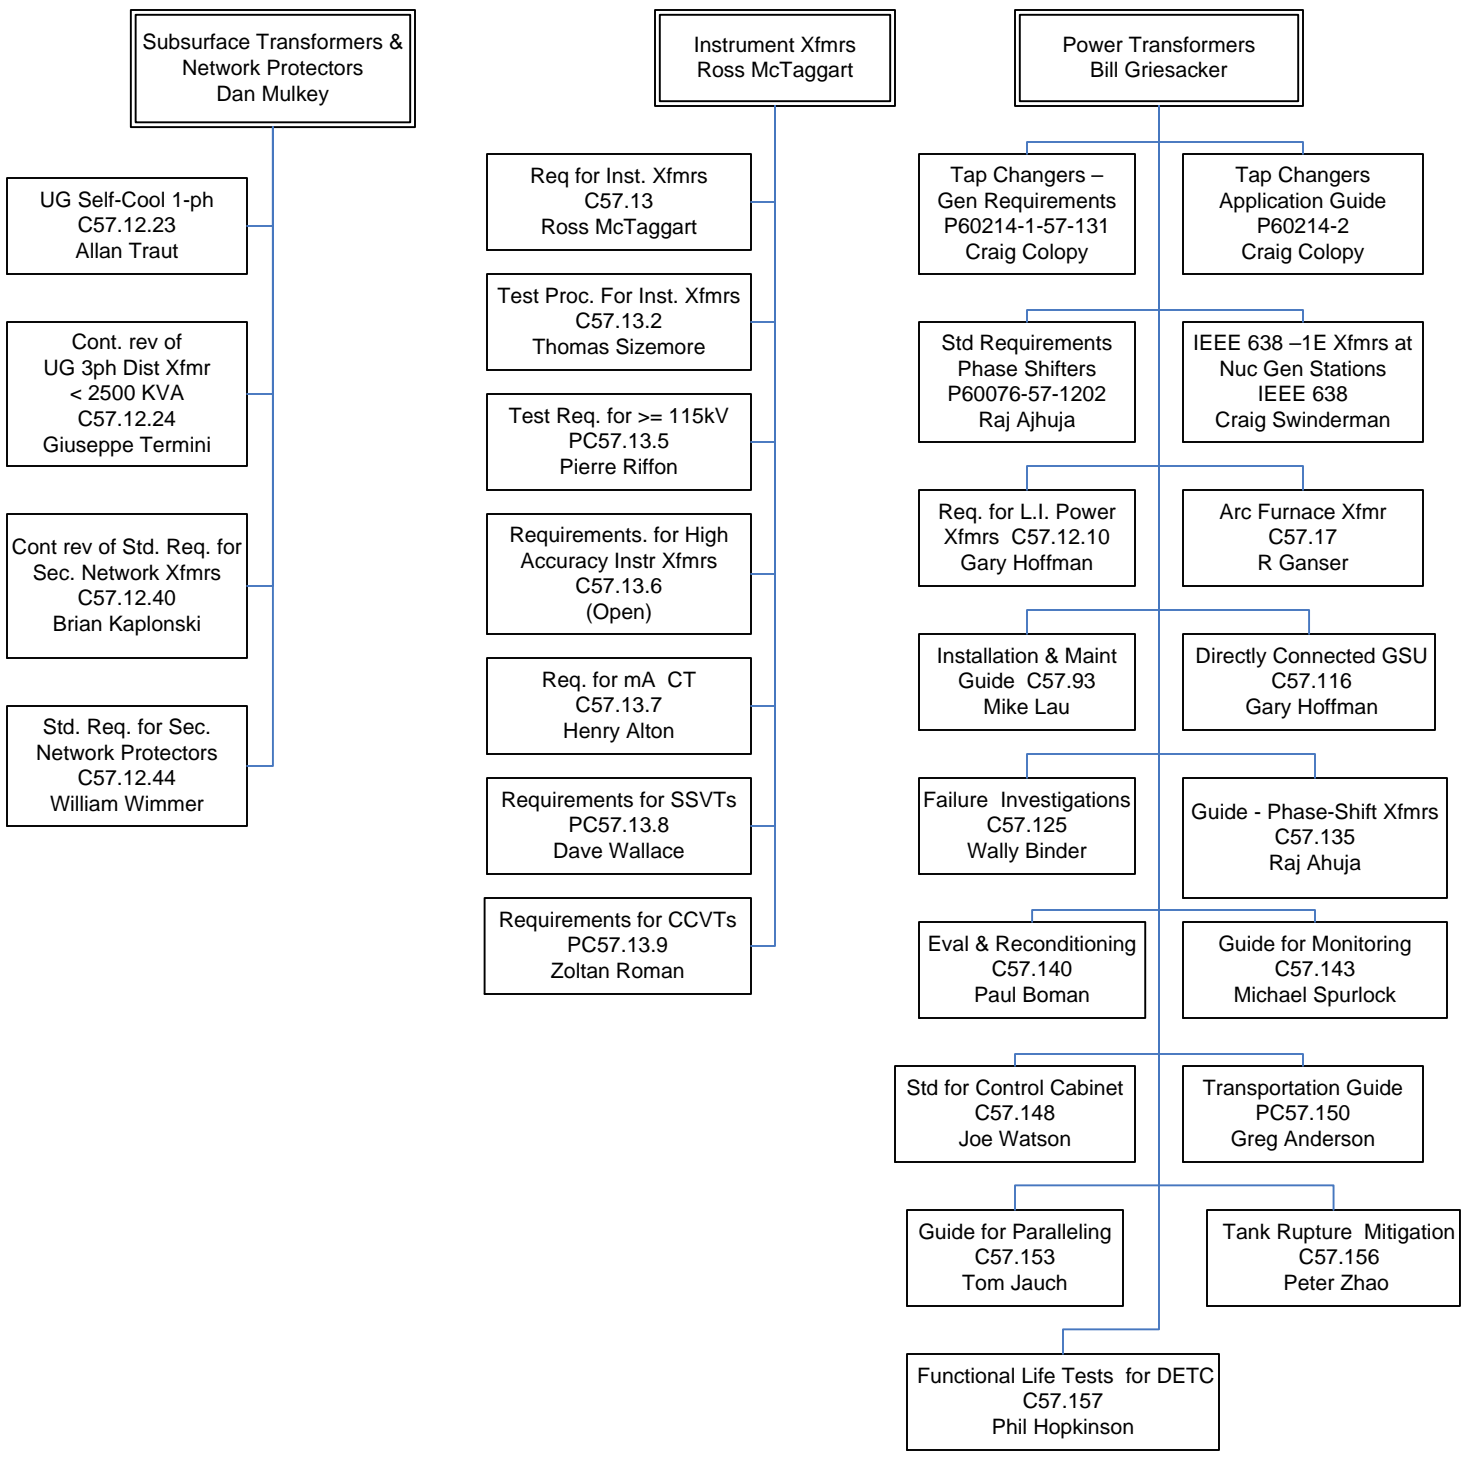 Subsurface Transformers &
Network Protectors
Dan Mulkey
UG Self-Cool 1-ph
C57.12.23
Allan Traut
Cont. rev of
UG 3ph Dist Xfmr
< 2500 KVA
C57.12.24
Giuseppe Termini
Cont rev of Std. Req. for
Sec. Network Xfmrs
C57.12.40
Brian Kaplonski
Std. Req. for Sec.
Network Protectors
C57.12.44
William Wimmer
Instrument Xfmrs
Ross McTaggart
Req for Inst. Xfmrs
C57.13
Ross McTaggart
Test Proc. For Inst. Xfmrs
C57.13.2
Thomas Sizemore
Test Req. for >= 115kV
PC57.13.5
Pierre Riffon
Requirements. for High
Accuracy Instr Xfmrs
C57.13.6
(Open)
Req. for mA CT
C57.13.7
Henry Alton
Requirements for SSVTs
PC57.13.8
Dave Wallace
Requirements for CCVTs
PC57.13.9
Zoltan Roman
Power Transformers
Bill Griesacker
Tap Changers –
Gen Requirements
P60214-1-57-131
Craig Colopy
Tap Changers
Application Guide
P60214-2
Craig Colopy
Std Requirements
Phase Shifters
P60076-57-1202
Raj Ajhuja
IEEE 638 –1E Xfmrs at
Nuc Gen Stations
IEEE 638
Craig Swinderman
Req. for L.I. Power
Xfmrs C57.12.10
Gary Hoffman
Arc Furnace Xfmr
C57.17
R Ganser
Installation & Maint
Guide C57.93
Mike Lau
Directly Connected GSU
C57.116
Gary Hoffman
Failure Investigations
C57.125
Wally Binder
Guide - Phase-Shift Xfmrs
C57.135
Raj Ahuja
Eval & Reconditioning
C57.140
Paul Boman
Guide for Monitoring
C57.143
Michael Spurlock
Std for Control Cabinet
C57.148
Joe Watson
Transportation Guide
PC57.150
Greg Anderson
Guide for Paralleling
C57.153
Tom Jauch
Tank Rupture Mitigation
C57.156
Peter Zhao
Functional Life Tests for DETC
C57.157
Phil Hopkinson